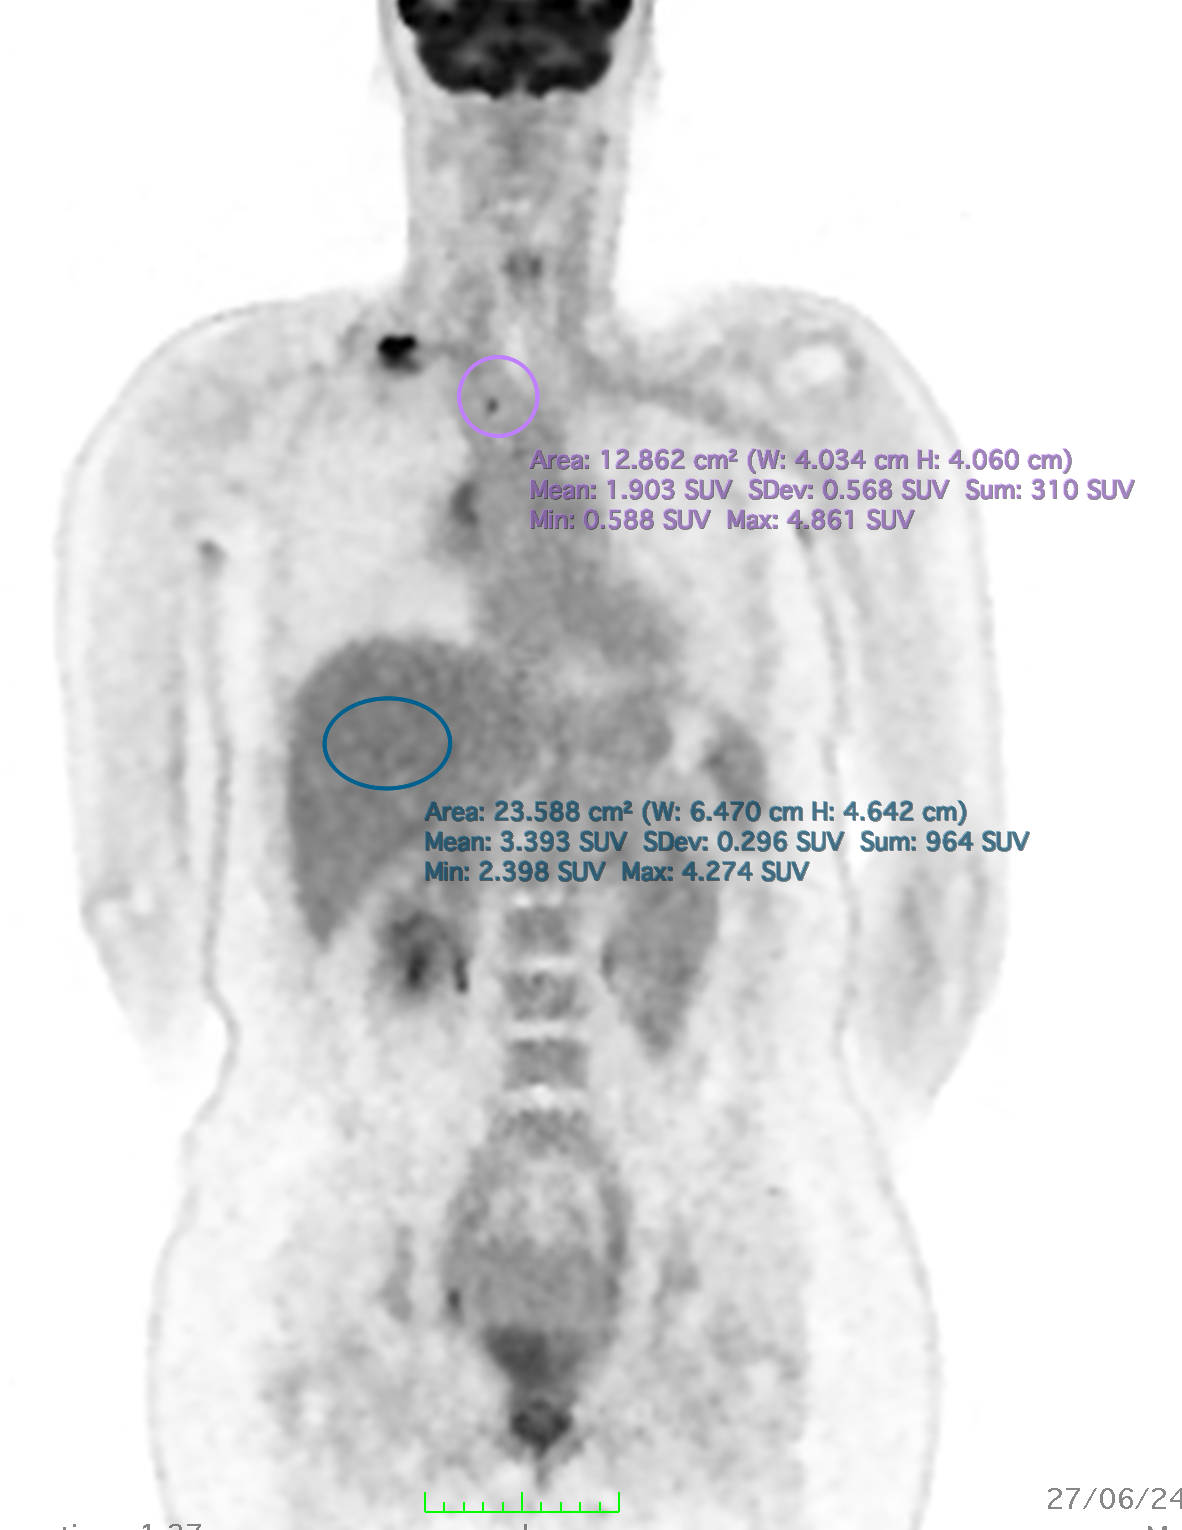 Area: 12.862 cm² (W: 4.034 cm H: 4.060 cm)
Mean: 1.903 SUV SDev: 0.568 SUV Sum: 310 SUV
Min: 0.588 SUV Max: 4.861 SUV
Area: 23.588 cm² (W: 6.470 cm H: 4.642 cm)
Mean: 3.393 SUV SDev: 0.296 SUV Sum: 964 SUV
Min: 2.398 SUV Max: 4.274 SUV
27/06/24